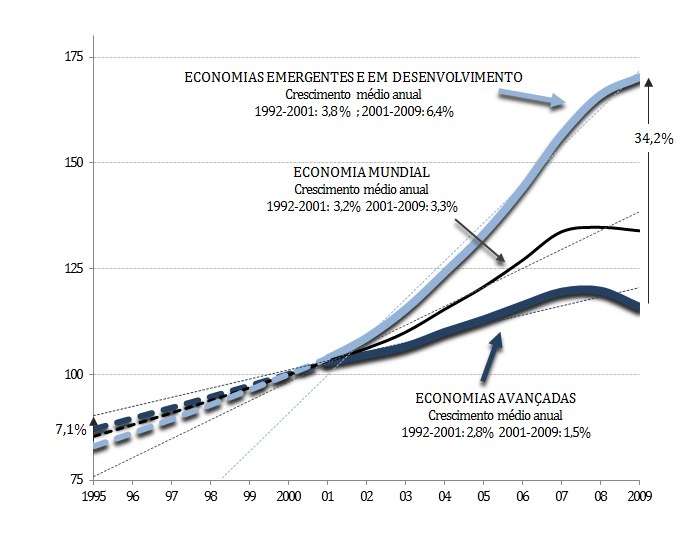 175
ECONOMIAS EMERGENTES E EM DESENVOLVIMENTO
Crescimento médio anual
1992-2001: 3,8% ; 2001-2009: 6,4%
34,2%
150
ECONOMIA MUNDIAL
Crescimento médio anual
1992-2001: 3,2% 2001-2009: 3,3%
125
100
ECONOMIAS AVANÇADAS
Crescimento médio anual
1992-2001: 2,8% 2001-2009: 1,5%
7,1%
75
1995 96 97 98 99 2000 01 02 03 04 05 06 07 08 2009